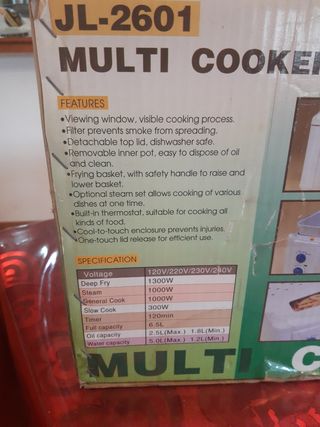 JL-2601
MULTI COOKER
FEATURES
•Viewing window, visible cooking process.
•Filter prevents smoke from spreading.
•Detachable top lid, dishwasher safe.
•Removable inner pot, easy to dispose of oil
and clean.
•Frying basket, with safety handle to raise and
lower basket.
•Optional steam set allows cooking of various
dishes at one time.
•Built-in thermostat, suitable for cooking all
kinds of food.
•Cool-to-touch enclosure prevents injuries.
•One-touch lid release for efficient use.
SPECIFICATION
Voltage 120V/220V/230V/240V
Deep Fry 1300W
Steam 1000W
General Cook 1000W
Slow Cook 300W
Timer 120min
Full capacity 6.5L
Oil capacity 2.5L(Max.) 1.8L(Min.)
Water capacity 5.0L(Max.) 1.2L(Min.)
MULTI C